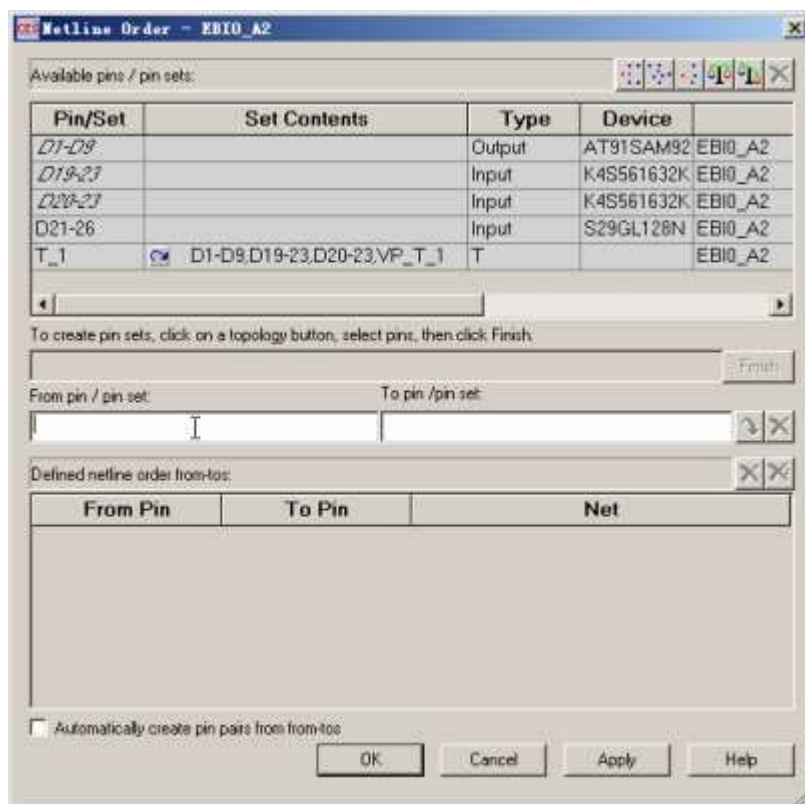 CES Netline Order - EBI0_A2
Available pins / pin sets:
Pin/Set Set Contents Type Device
D1-D9 Output AT91SAM92 EBI0_A2
D19-23 Input K4S561632K EBI0_A2
D20-23 Input K4S561632K EBI0_A2
D21-26 Input S29GL128N EBI0_A2
T_1 D1-D9,D19-23,D20-23,VP_T_1 T EBI0_A2
To create pin sets, click on a topology button, select pins, then click Finish.
Finish
From pin / pin set: To pin /pin set:
Defined netline order from-tos:
From Pin To Pin Net
Automatically create pin pairs from from-tos
OK Cancel Apply Help